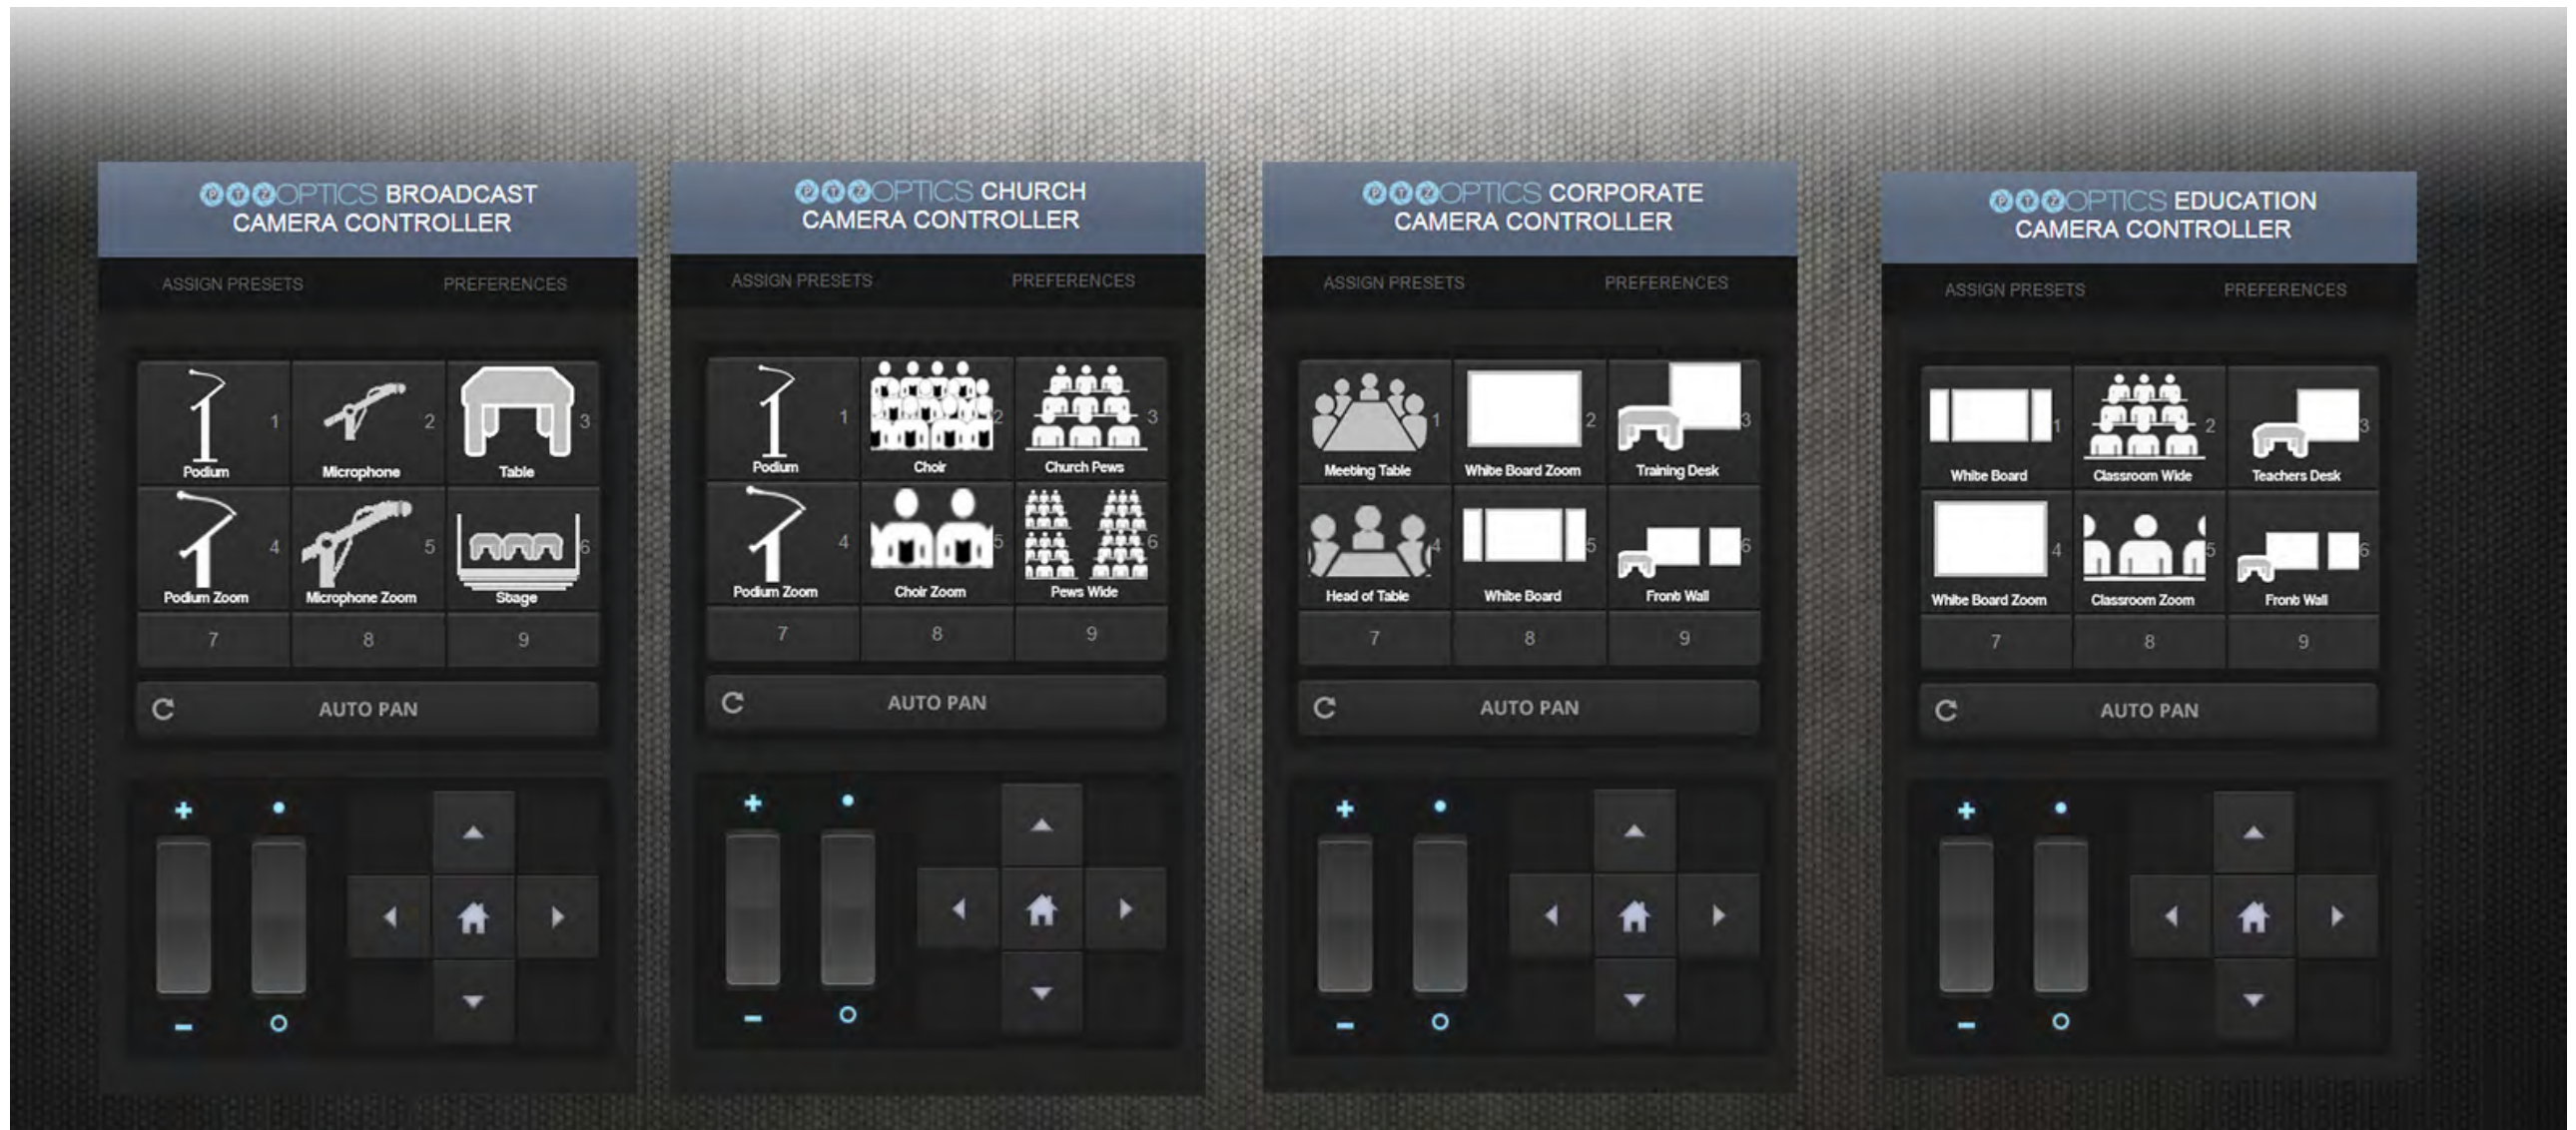 PTZOPTICS BROADCAST
CAMERA CONTROLLER
ASSIGN PRESETS PREFERENCES
1 2 3
Podium Microphone Table
4 5 6
Podium Zoom Microphone Zoom Stage
7 8 9
AUTO PAN
PTZOPTICS CHURCH
CAMERA CONTROLLER
ASSIGN PRESETS PREFERENCES
1 2 3
Podium Choir Church Pews
4 5 6
Podium Zoom Choir Zoom Pews Wide
7 8 9
AUTO PAN
PTZOPTICS CORPORATE
CAMERA CONTROLLER
ASSIGN PRESETS PREFERENCES
1 2 3
Meeting Table White Board Zoom Training Desk
4 5 6
Head of Table White Board Front Wall
7 8 9
AUTO PAN
PTZOPTICS EDUCATION
CAMERA CONTROLLER
ASSIGN PRESETS PREFERENCES
1 2 3
White Board Classroom Wide Teachers Desk
4 5 6
White Board Zoom Classroom Zoom Front Wall
7 8 9
AUTO PAN